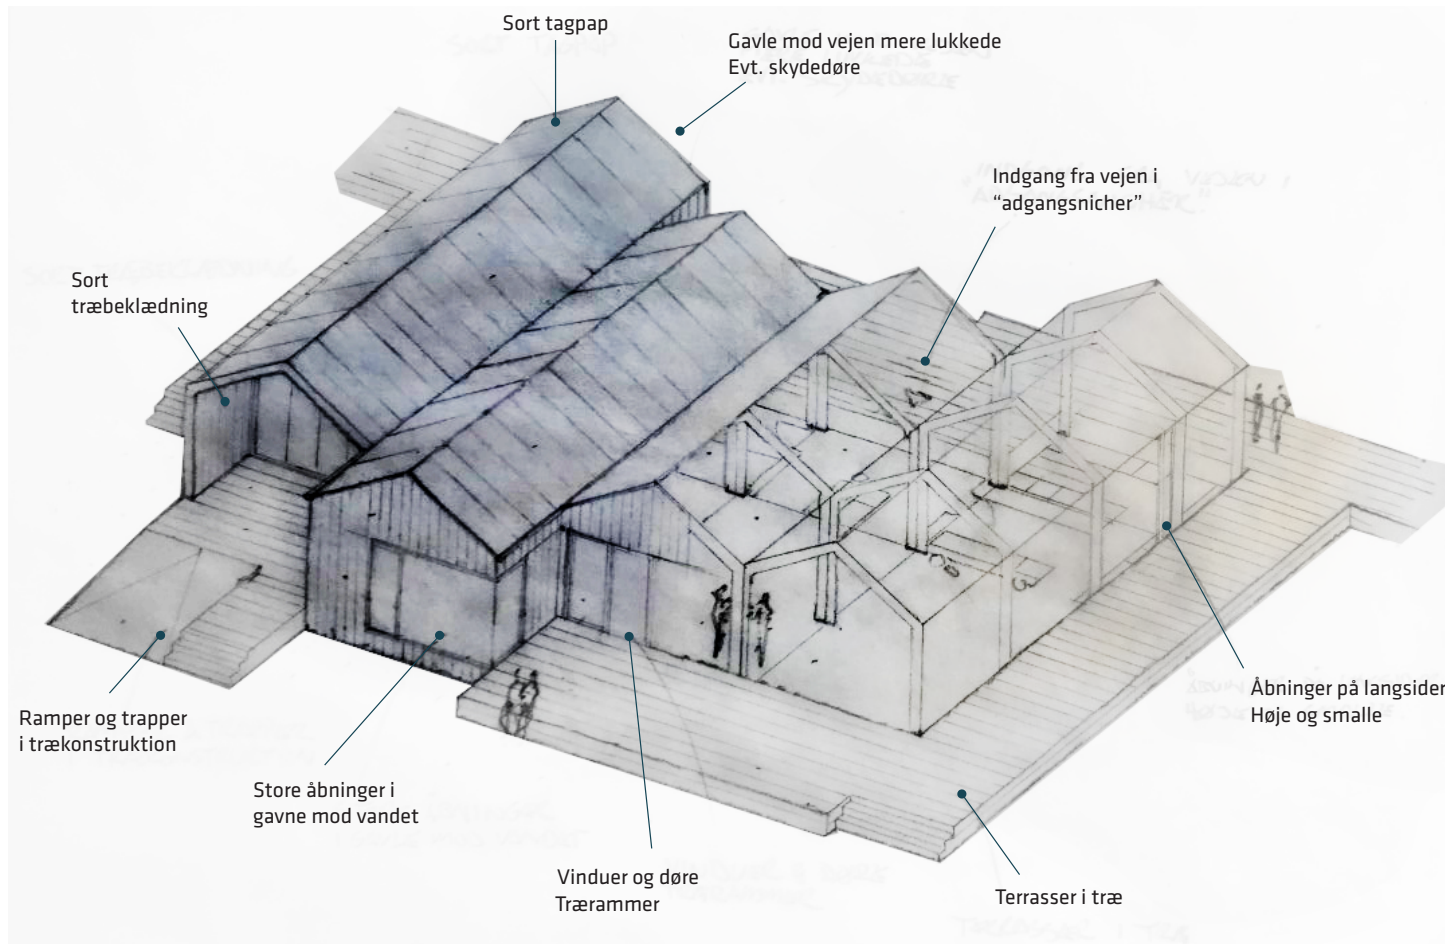 Sort tagpap
Gavle mod vejen mere lukkede
Evt. skydedøre
Indgang fra vejen i
“adgangsnicher”
Sort
træbeklædning
Ramper og trapper
i trækonstruktion
Store åbninger i
gavne mod vandet
Vinduer og døre
Trærammer
Åbninger på langsider
Høje og smalle
Terrasser i træ